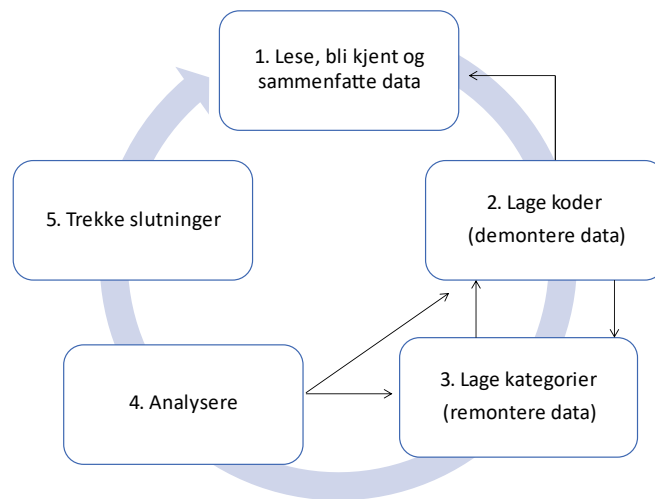 1. Lese, bli kjent og
sammenfatte data
2. Lage koder
(demontere data)
3. Lage kategorier
(remontere data)
4. Analysere
5. Trekke slutninger